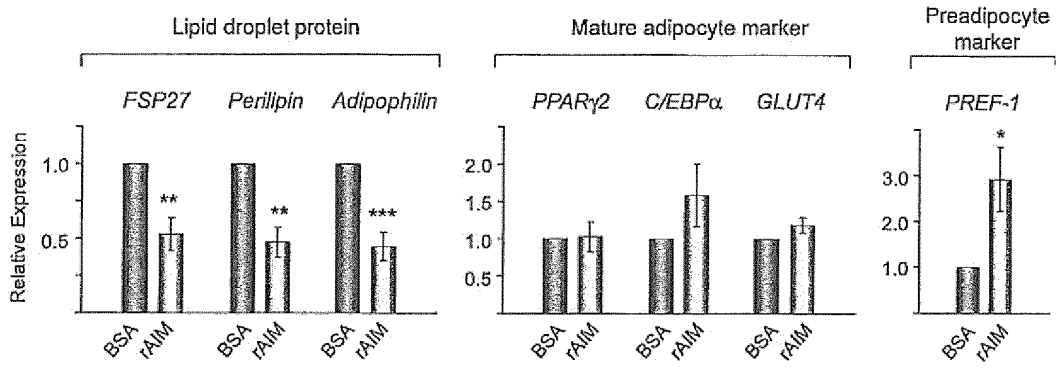 Lipid droplet protein
Mature adipocyte marker
Preadipocyte
marker
FSP27 Perilipin Adipophilin
PPARγ2 C/EBPα GLUT4
PREF-1
Relative Expression
1.0
0.5
** ** ***
2.0
1.5
1.0
0.5
*
3.0
2.0
1.0
BSA rAIM BSA rAIM BSA rAIM
BSA rAIM BSA rAIM BSA rAIM
BSA rAIM